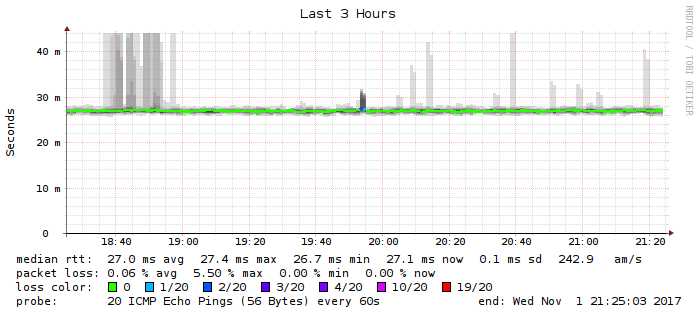 Last 3 Hours
RRDTOOL / TOBI OETIKER
Seconds
40 m
30 m
20 m
10 m
0
18:40 19:00 19:20 19:40 20:00 20:20 20:40 21:00 21:20
median rtt: 27.0 ms avg 27.4 ms max 26.7 ms min 27.1 ms now 0.1 ms sd 242.9 am/s
packet loss: 0.06 % avg 5.50 % max 0.00 % min 0.00 % now
loss color: 0 1/20 2/20 3/20 4/20 10/20 19/20
probe: 20 ICMP Echo Pings (56 Bytes) every 60s end: Wed Nov 1 21:25:03 2017